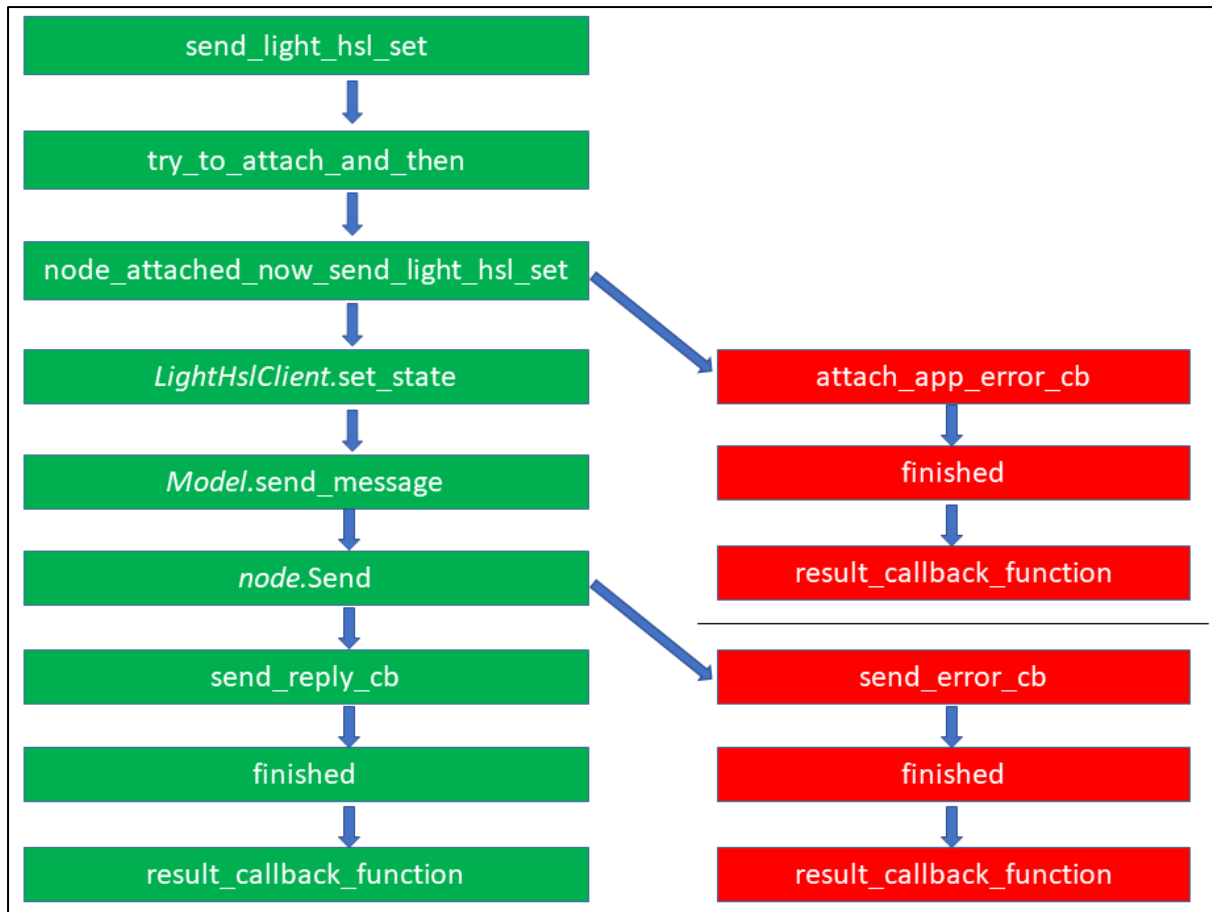 send_light_hsl_set
try_to_attach_and_then
node_attached_now_send_light_hsl_set
LightHslClient.set_state
Model.send_message
node.Send
send_reply_cb
finished
result_callback_function
attach_app_error_cb
finished
result_callback_function
send_error_cb
finished
result_callback_function